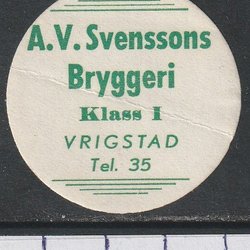 A.V. Svenssons
Bryggeri
Klass I
VRIGSTAD
Tel. 35